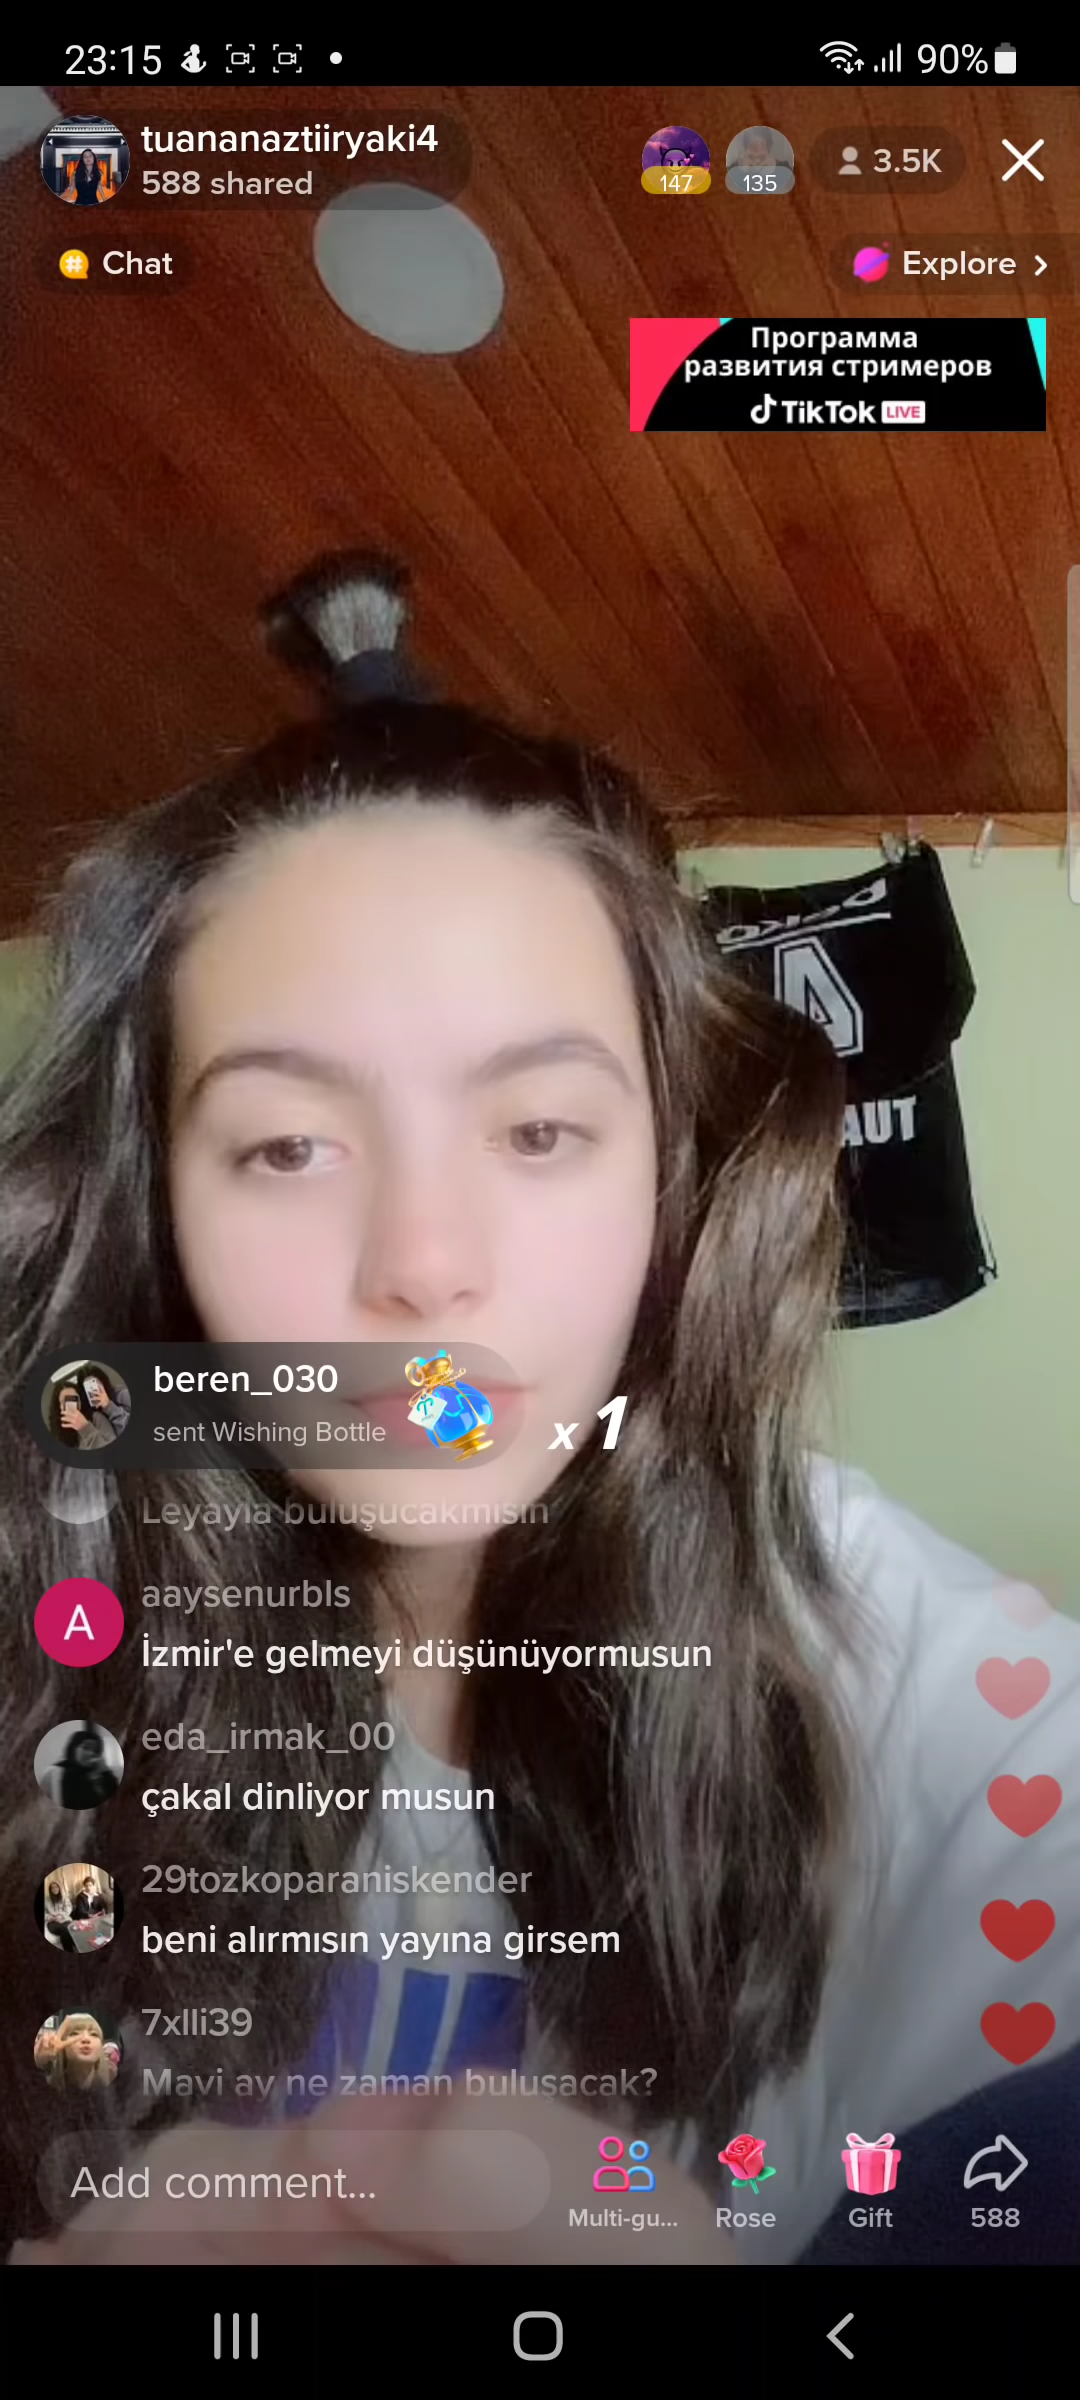 23:15
90%
tuananaztiiryaki4
588 shared
147
135
3.5K
Chat
Explore
Программа
развития стримеров
TikTok LIVE
beko
4
AUT
beren_030
sent Wishing Bottle
x 1
Leyayla buluşucakmısın
aaysenurbls
A
İzmir'e gelmeyi düşünüyormusun
eda_irmak_00
çakal dinliyor musun
29tozkoparaniskender
beni alırmısın yayına girsem
7xlli39
Mavi ay ne zaman buluşacak?
Add comment...
Multi-gu...
Rose
Gift
588